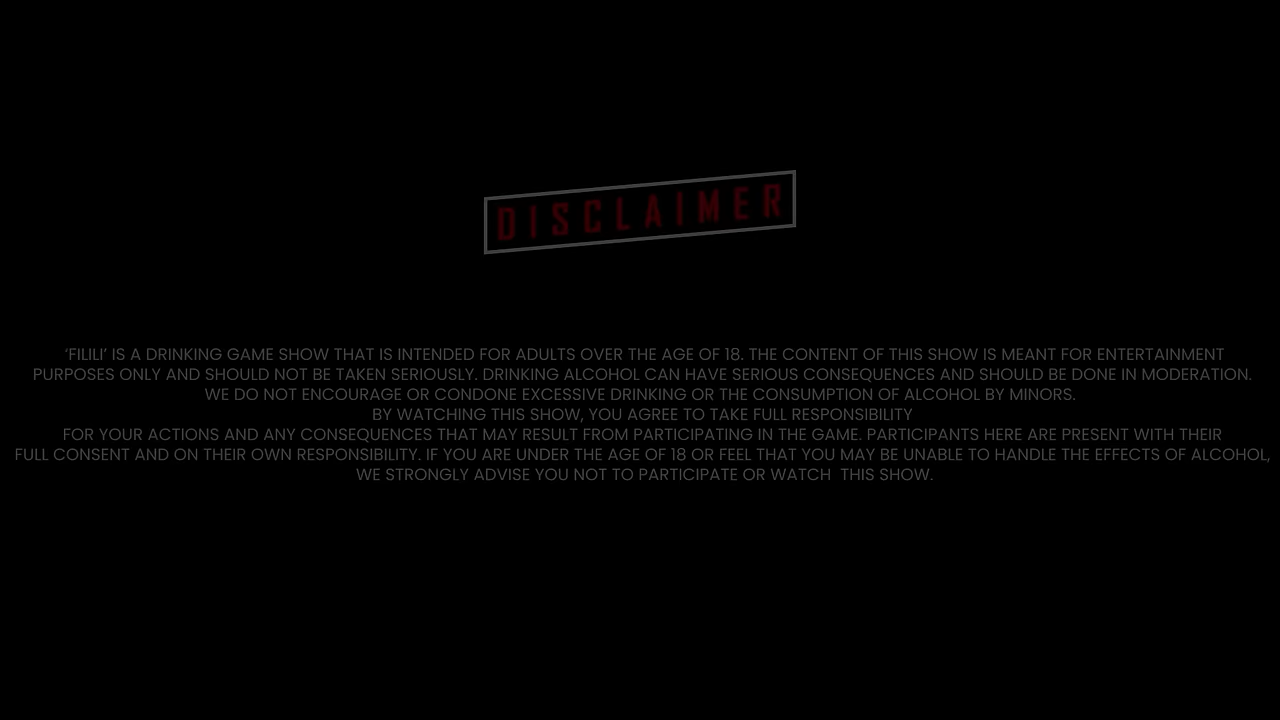 DISCLAIMER
‘FILILI’ IS A DRINKING GAME SHOW THAT IS INTENDED FOR ADULTS OVER THE AGE OF 18. THE CONTENT OF THIS SHOW IS MEANT FOR ENTERTAINMENT
PURPOSES ONLY AND SHOULD NOT BE TAKEN SERIOUSLY. DRINKING ALCOHOL CAN HAVE SERIOUS CONSEQUENCES AND SHOULD BE DONE IN MODERATION.
WE DO NOT ENCOURAGE OR CONDONE EXCESSIVE DRINKING OR THE CONSUMPTION OF ALCOHOL BY MINORS.
BY WATCHING THIS SHOW, YOU AGREE TO TAKE FULL RESPONSIBILITY
FOR YOUR ACTIONS AND ANY CONSEQUENCES THAT MAY RESULT FROM PARTICIPATING IN THE GAME. PARTICIPANTS HERE ARE PRESENT WITH THEIR
FULL CONSENT AND ON THEIR OWN RESPONSIBILITY. IF YOU ARE UNDER THE AGE OF 18 OR FEEL THAT YOU MAY BE UNABLE TO HANDLE THE EFFECTS OF ALCOHOL,
WE STRONGLY ADVISE YOU NOT TO PARTICIPATE OR WATCH  THIS SHOW.